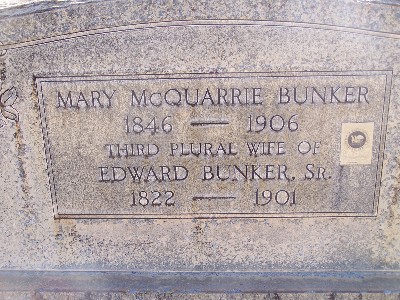 MARY McQUARRIE BUNKER
1846 — 1906
THIRD PLURAL WIFE OF
EDWARD BUNKER, SR.
1822 — 1901